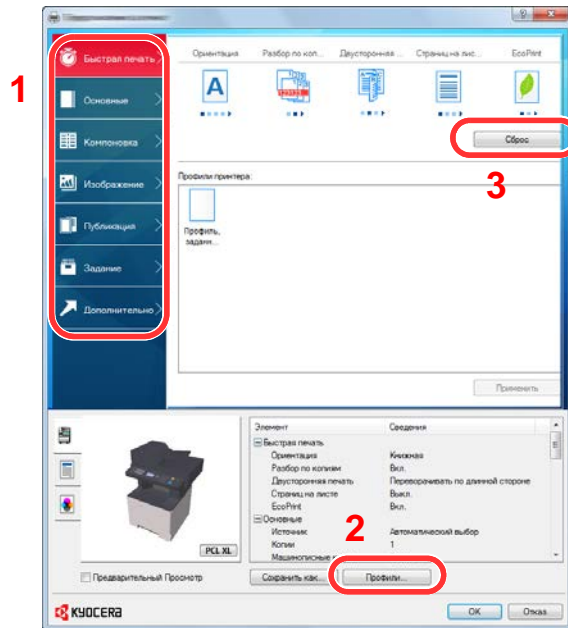 Быстрая печать
Ориентация
Разбор по коп...
Двусторонняя ...
Страниц на лис...
EcoPrint
1
Основные
Компоновка
Сброс
3
Изображение
Профили принтера:
Публикация
Профиль,
задани...
Задание
Дополнительно
Применить
Элемент Сведения
Быстрая печать
Ориентация Книжная
Разбор по копиям Вкл.
Двусторонняя печать Переворачивать по длинной стороне
Страниц на листе Выкл.
EcoPrint Вкл.
Основные
Источник Автоматический выбор
Копии 1
2
Машинописные
PCL XL
Предварительный Просмотр
Сохранить как...
Профили...
KYOCERA
OK
Отказ